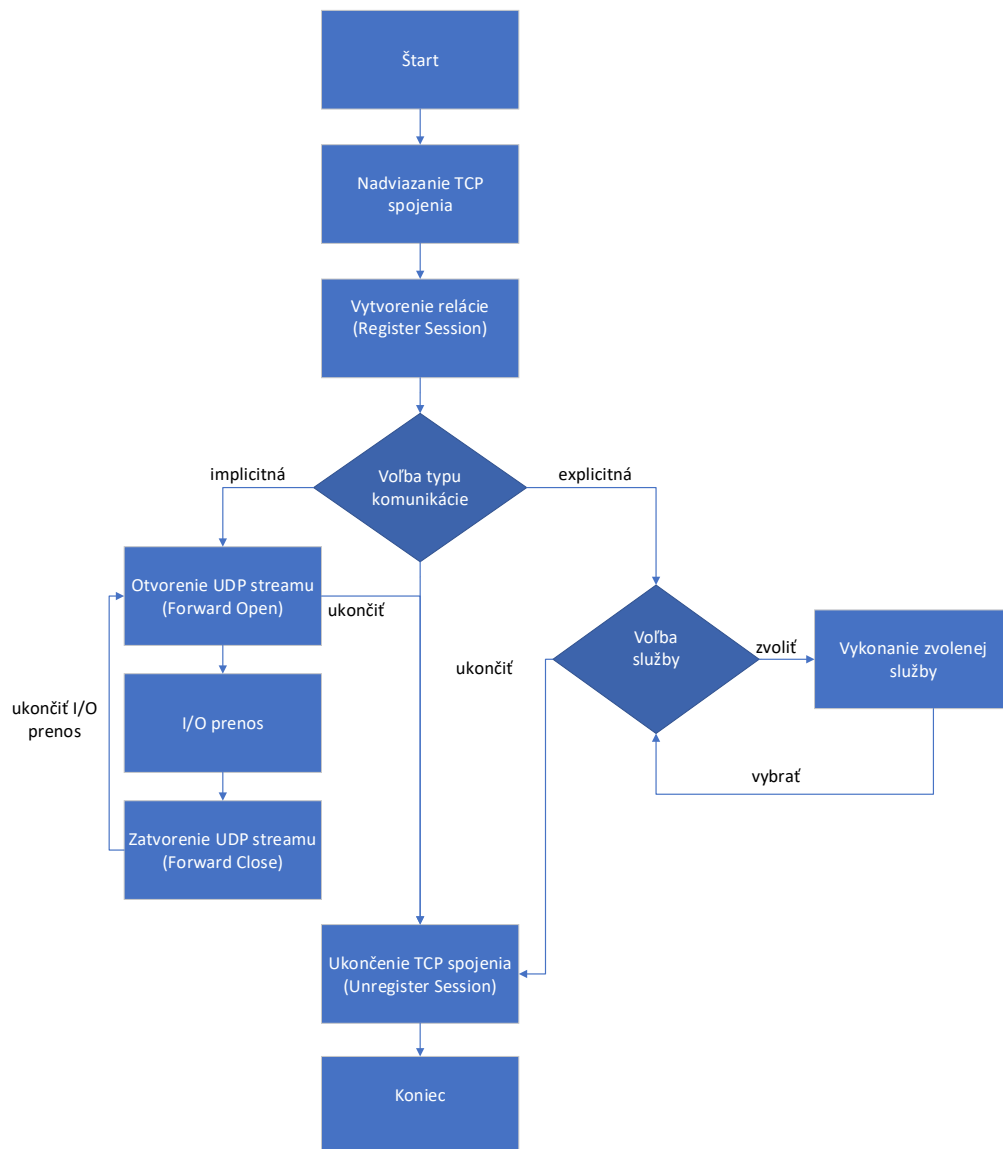 Štart
Nadviazanie TCP
spojenia
Vytvorenie relácie
(Register Session)
Voľba typu
komunikácie
implicitná
explicitná
Otvorenie UDP streamu
(Forward Open)
ukončiť
Voľba
služby
zvoliť
Vykonanie zvolenej
služby
ukončiť
ukončiť I/O
prenos
I/O prenos
vybrať
Zatvorenie UDP streamu
(Forward Close)
Ukončenie TCP spojenia
(Unregister Session)
Koniec